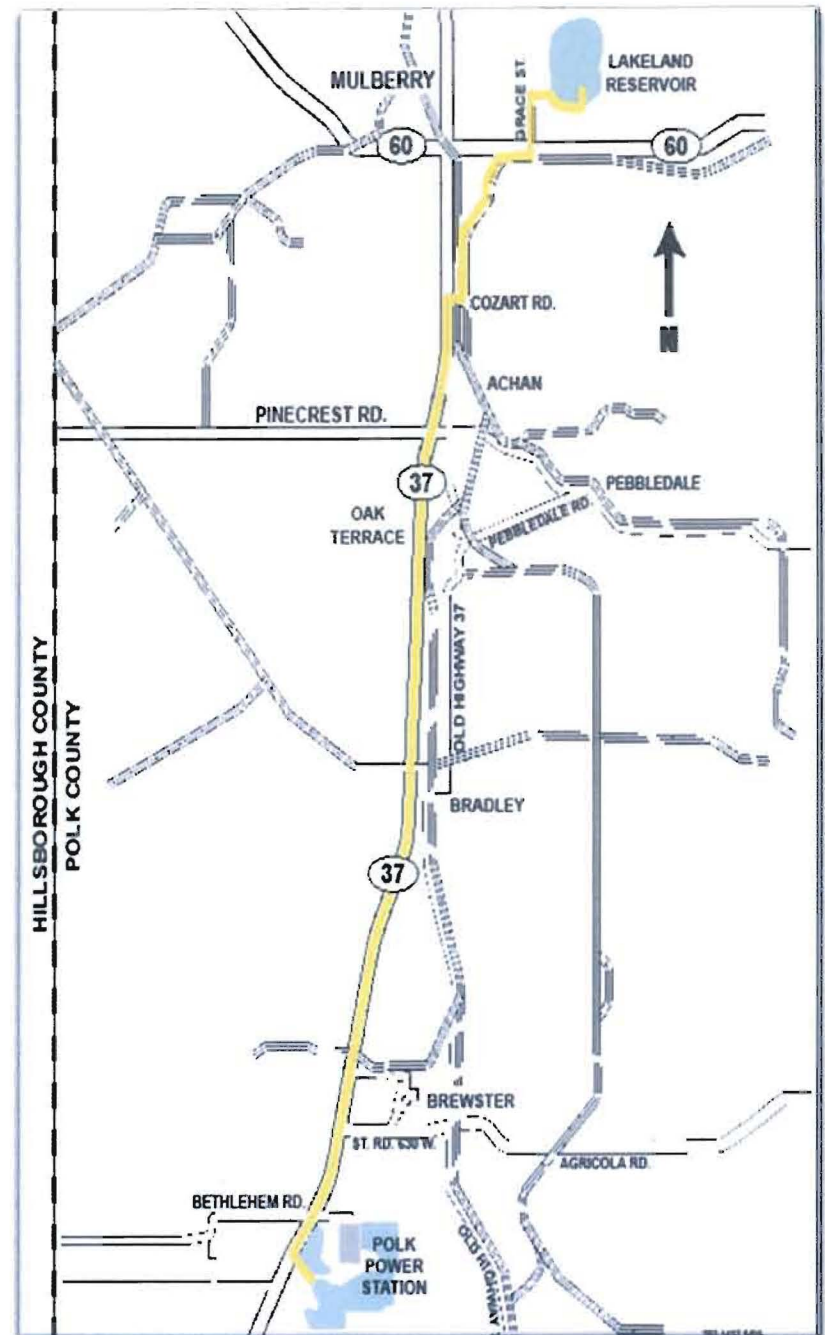 MULBERRY
LAKELAND
RESERVOIR
GRACE ST.
60
60
COZART RD.
N
ACHAN
PINECREST RD.
37
PEBBLEDALE
OAK
TERRACE
PEBBLEDALE RD.
OLD HIGHWAY 37
HILLSBOROUGH COUNTY
POLK COUNTY
BRADLEY
37
BREWSTER
ST. RD. 630 W.
AGRICOLA RD.
BETHLEHEM RD.
POLK
POWER
STATION
OLD HIGHWAY